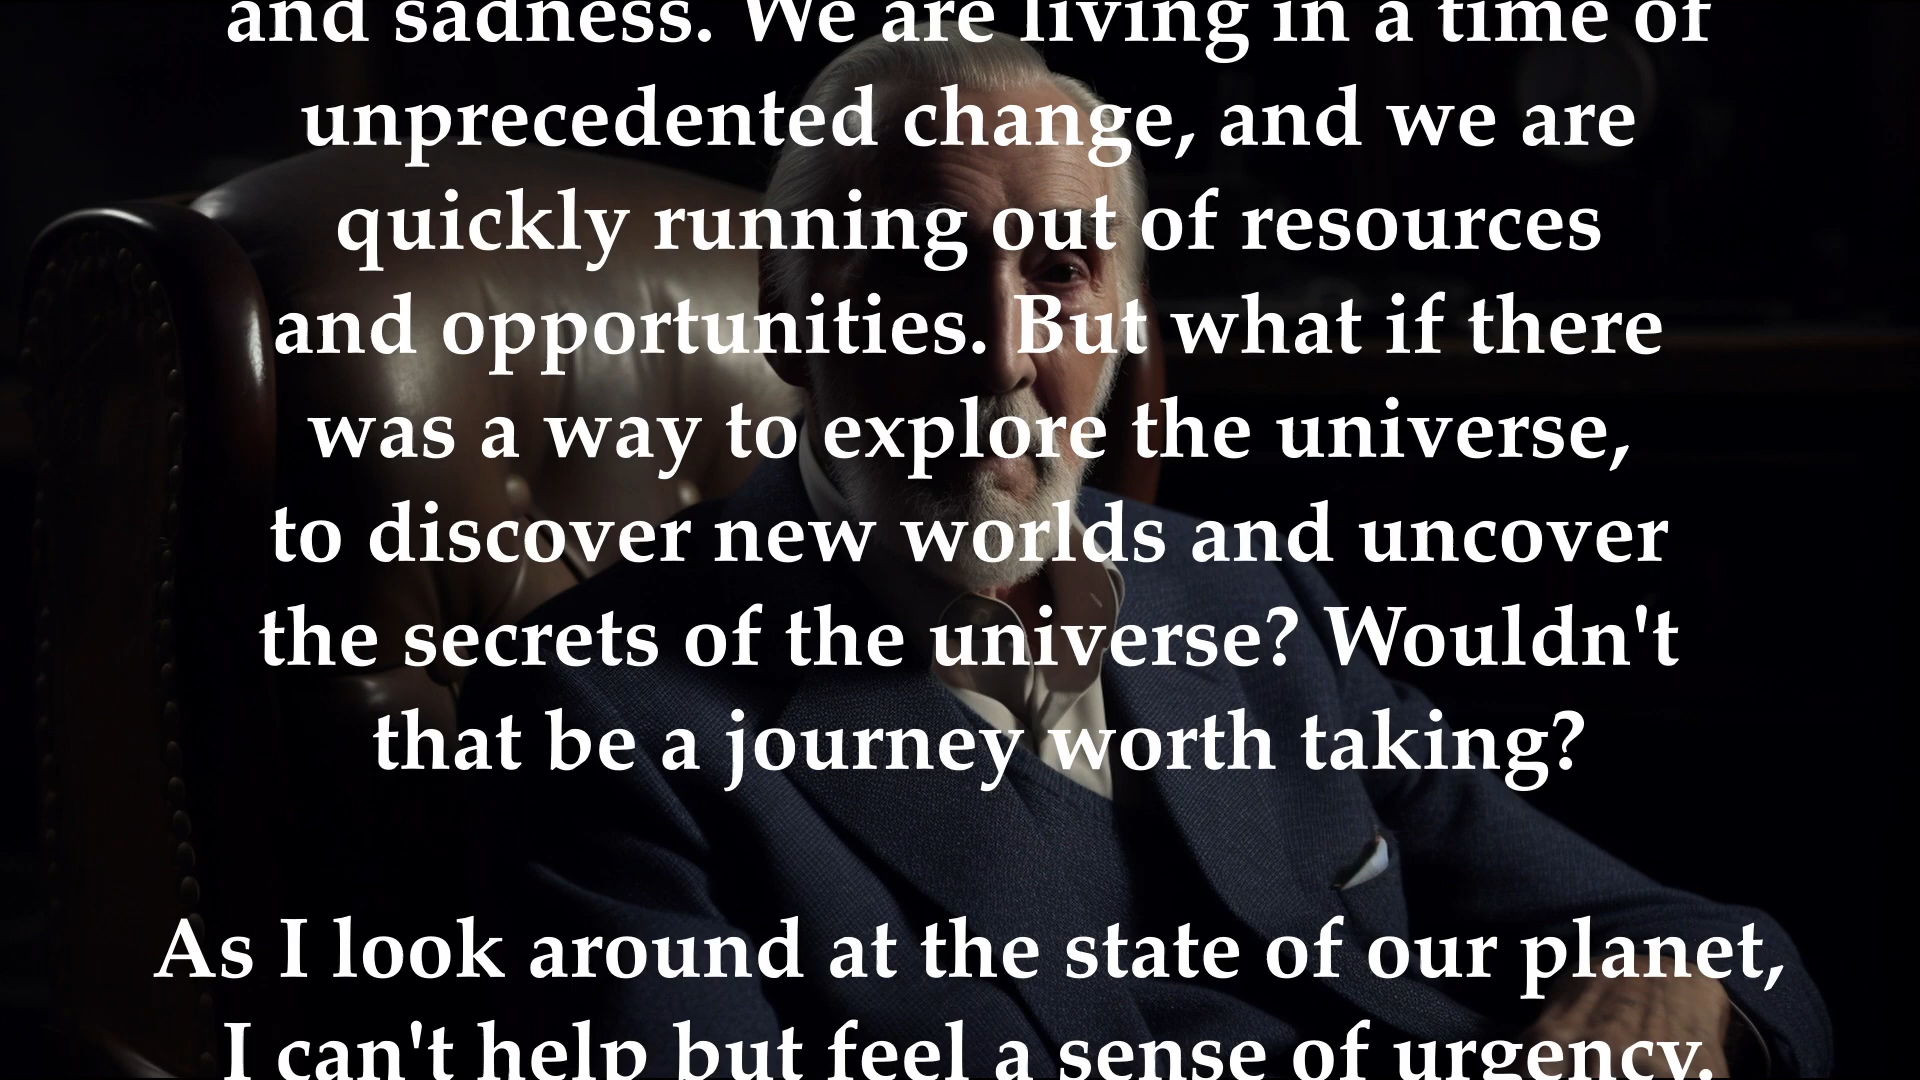 and sadness. We are living in a time of
unprecedented change, and we are
quickly running out of resources
and opportunities. But what if there
was a way to explore the universe,
to discover new worlds and uncover
the secrets of the universe? Wouldn't
that be a journey worth taking?
As I look around at the state of our planet,
I can't help but feel a sense of urgency.